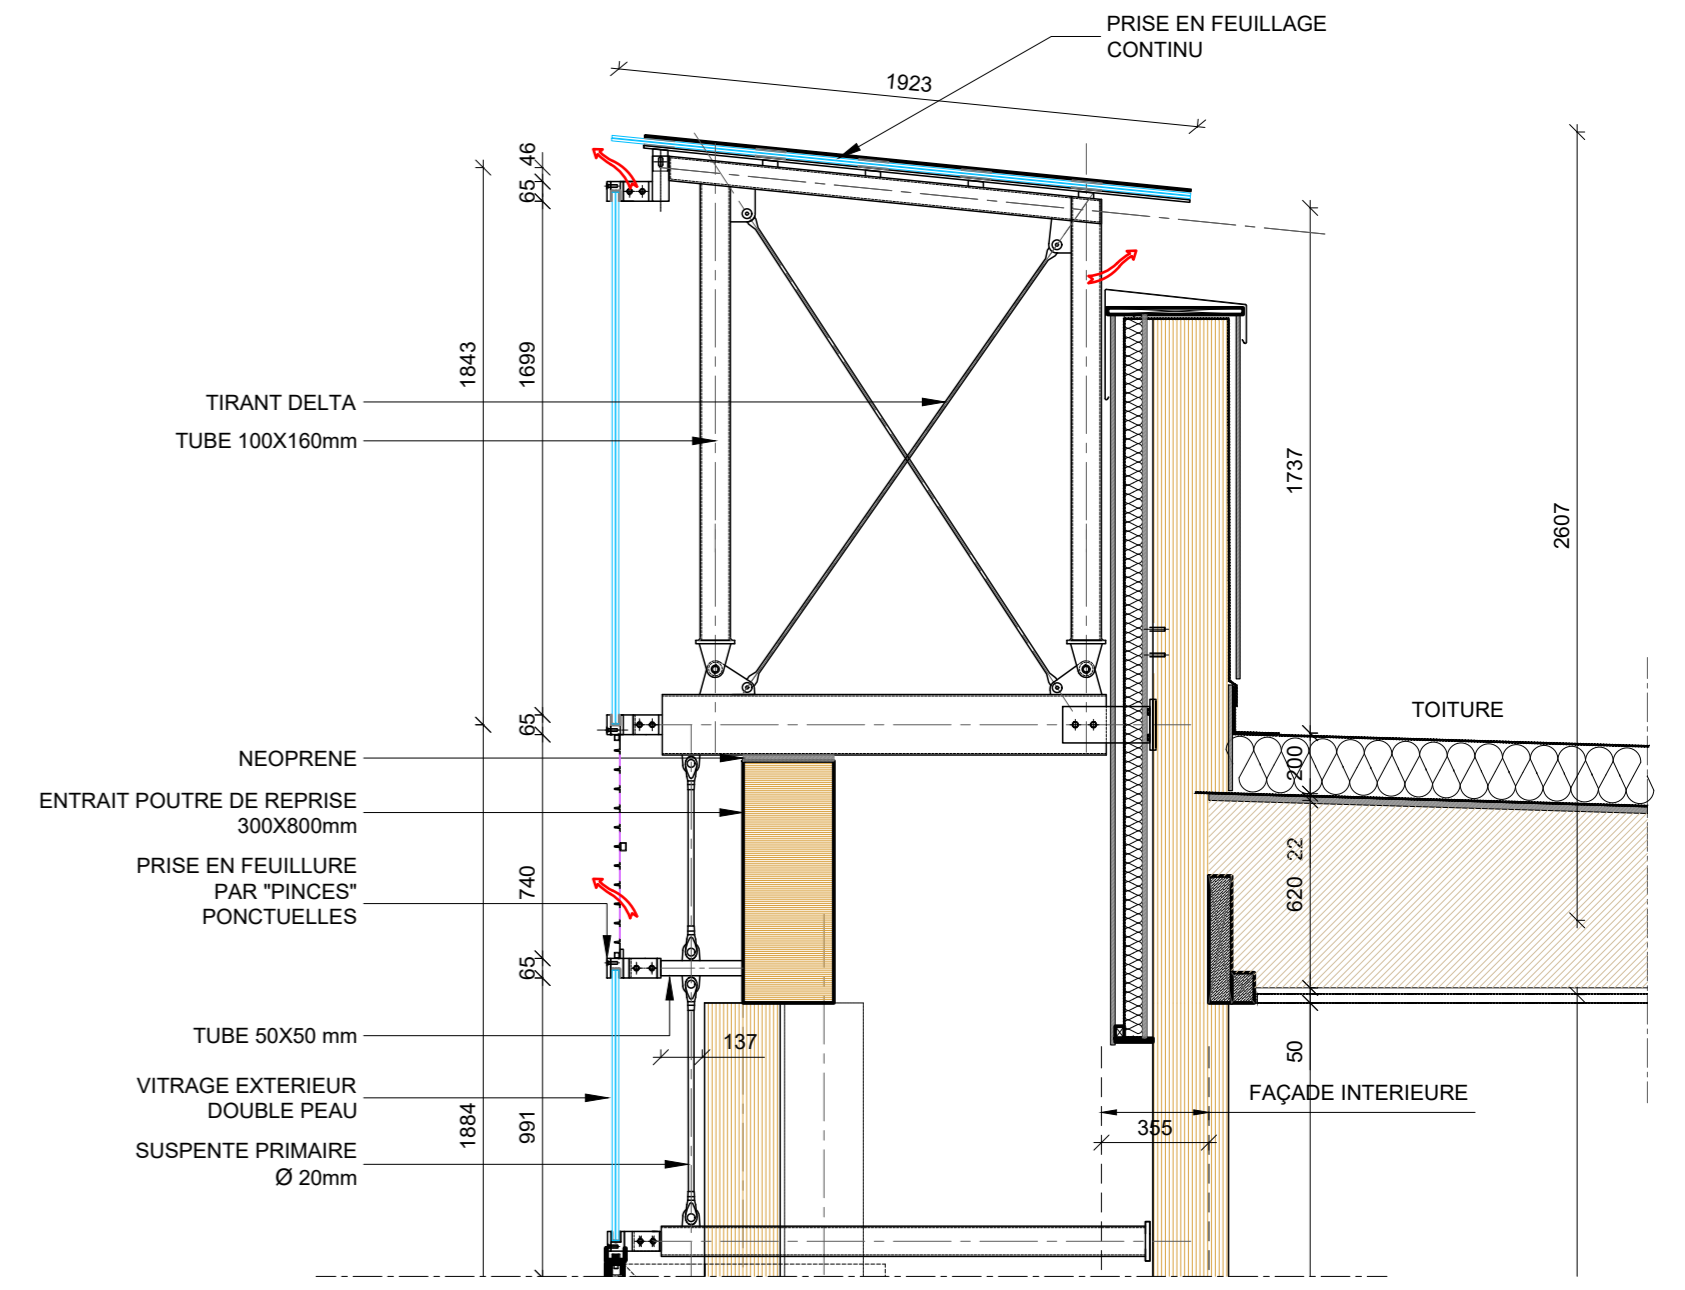 PRISE EN FEUILLAGE
CONTINU
1923
46
65
1843
1699
TIRANT DELTA
TUBE 100X160mm
1737
2607
65
TOITURE
NEOPRENE
200
ENTRAIT POUTRE DE REPRISE
300X800mm
22
PRISE EN FEUILLURE
PAR "PINCES"
PONCTUELLES
740
620
65
TUBE 50X50 mm
137
50
VITRAGE EXTERIEUR
DOUBLE PEAU
FAÇADE INTERIEURE
1884
991
355
SUSPENTE PRIMAIRE
Ø 20mm